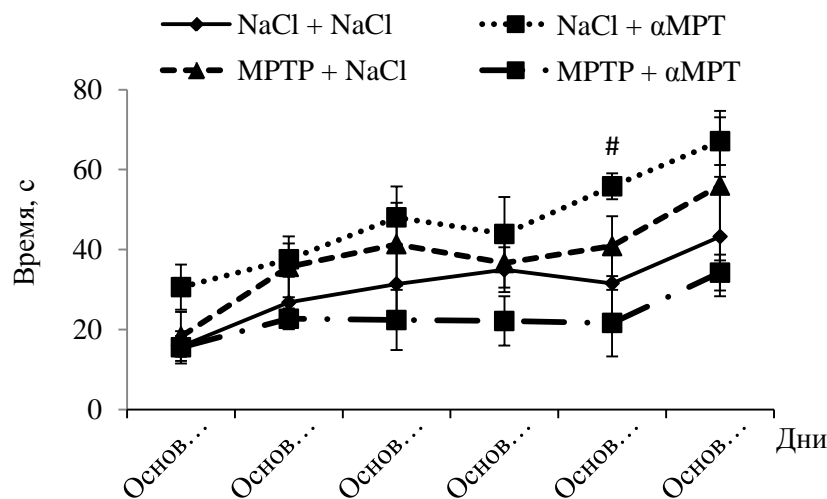 NaCl + NaCl
NaCl + αMPT
MPTP + NaCl
MPTP + αMPT
80
60
40
20
0
#
Время, с
Основ…
Основ…
Основ…
Основ…
Основ…
Основ…
Дни